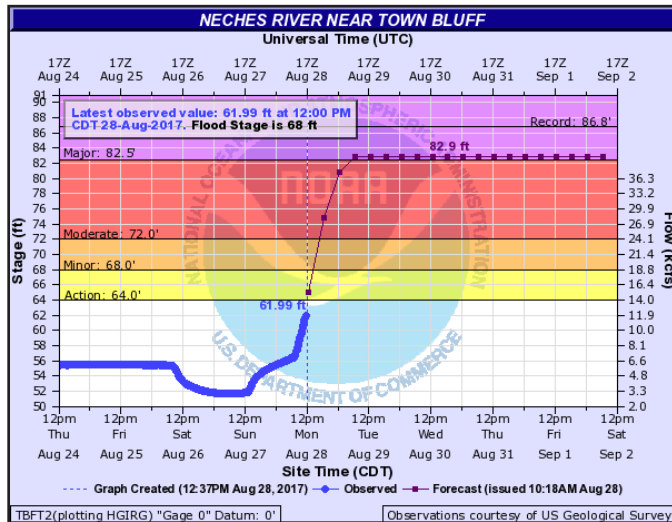 NECHES RIVER NEAR TOWN BLUFF
Universal Time (UTC)
17Z 17Z 17Z 17Z 17Z 17Z 17Z 17Z 17Z 17Z
Aug 24 Aug 25 Aug 26 Aug 27 Aug 28 Aug 29 Aug 30 Aug 31 Sep 1 Sep 2
91
90
88
86
84
82
80
78
76
74
72
70
68
66
64
62
60
58
56
54
52
50
Stage (ft)
Latest observed value: 61.99 ft at 12:00 PM
CDT 28-Aug-2017. Flood Stage is 68 ft
Record: 86.8'
Major: 82.5'
82.9 ft
Moderate: 72.0'
Minor: 68.0'
Action: 64.0'
61.99 ft
NATIONAL OCEANIC AND ATMOSPHERIC ADMINISTRATION
NOAA
U.S. DEPARTMENT OF COMMERCE
36.3
33.2
29.9
26.9
24.1
21.4
18.8
16.4
14.0
11.9
10.0
8.1
6.6
4.8
3.3
2.0
Flow (Kcfs)
12pm 12pm 12pm 12pm 12pm 12pm 12pm 12pm 12pm 12pm
Thu Fri Sat Sun Mon Tue Wed Thu Fri Sat
Aug 24 Aug 25 Aug 26 Aug 27 Aug 28 Aug 29 Aug 30 Aug 31 Sep 1 Sep 2
Site Time (CDT)
Graph Created (12:37PM Aug 28, 2017) Observed Forecast (issued 10:18AM Aug 28)
TBFT2(plotting HGIRG) "Gage 0" Datum: 0' Observations courtesy of US Geological Survey